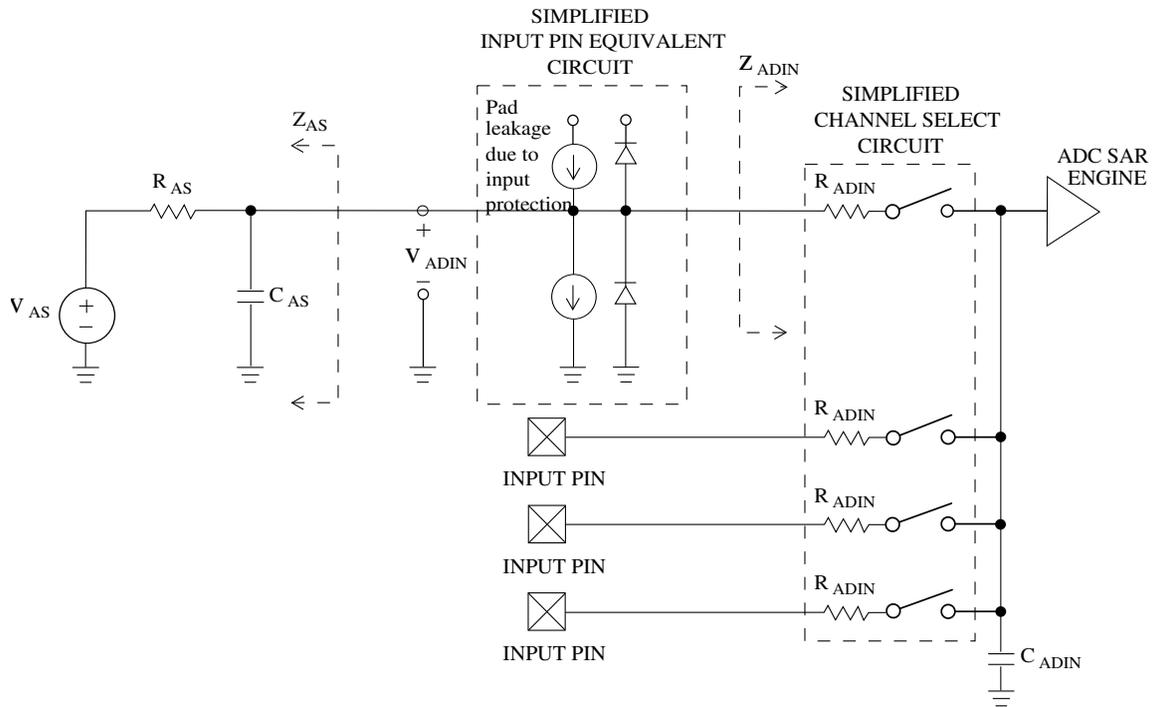 SIMPLIFIED
INPUT PIN EQUIVALENT
CIRCUIT
Z ADIN
SIMPLIFIED
CHANNEL SELECT
CIRCUIT
ADC SAR
ENGINE
Pad
leakage
due to
input
protection
Z AS
R AS
R ADIN
+
V ADIN
−
V AS
+
−
C AS
R ADIN
INPUT PIN
R ADIN
INPUT PIN
R ADIN
INPUT PIN
C ADIN